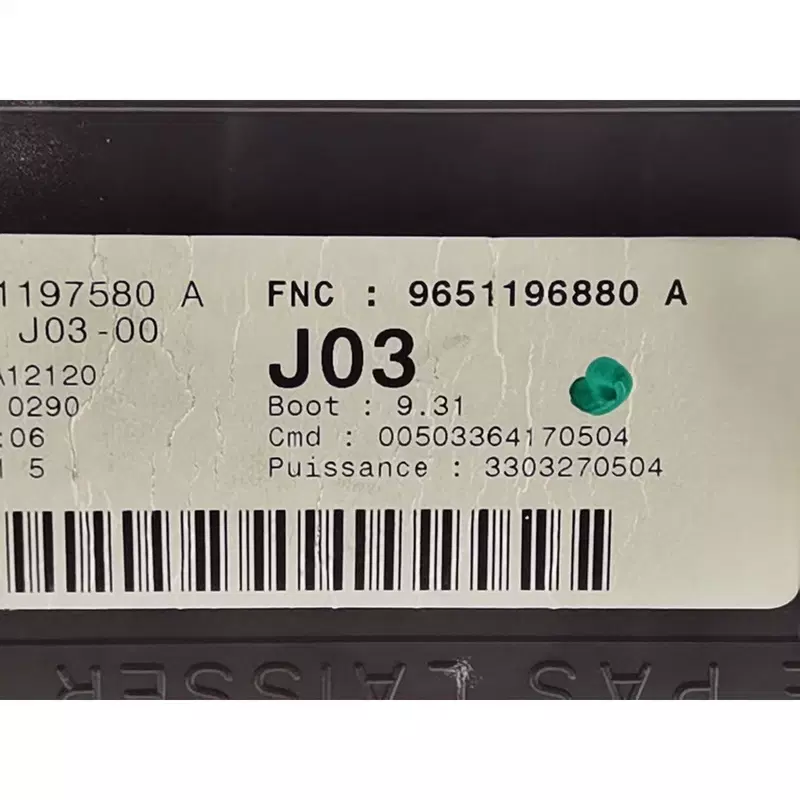 1197580 A FNC : 9651196880 A
J03-00 J03
A12120
0290 Boot : 9.31
:06 Cmd : 00503364170504
1 5 Puissance : 3303270504
E PAS LAISSER